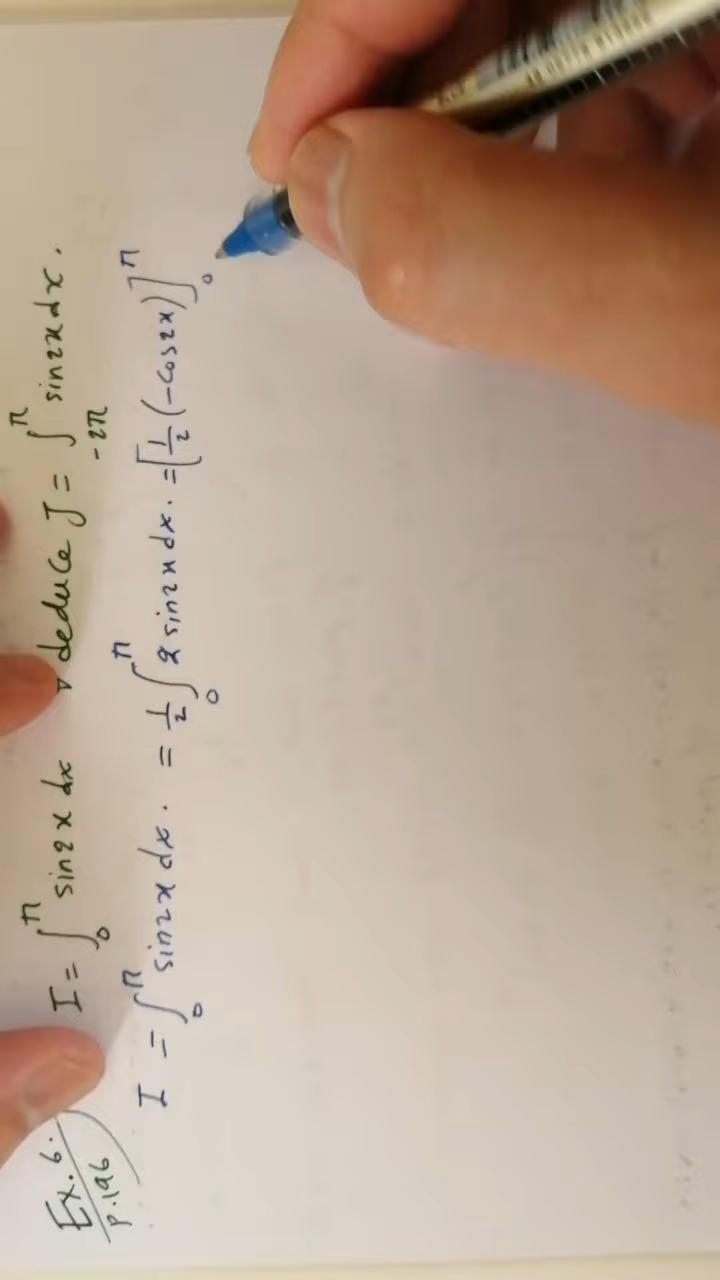 Ex. 6. I = ∫₀^π sin2x dx ▽ deduce J = ∫₋₂π^π sin2x dx.
p.196
I = ∫₀^π sin2x dx. = 1/2 ∫₀^π 2 sin2x dx. = [1/2 (-cos2x)]₀^π